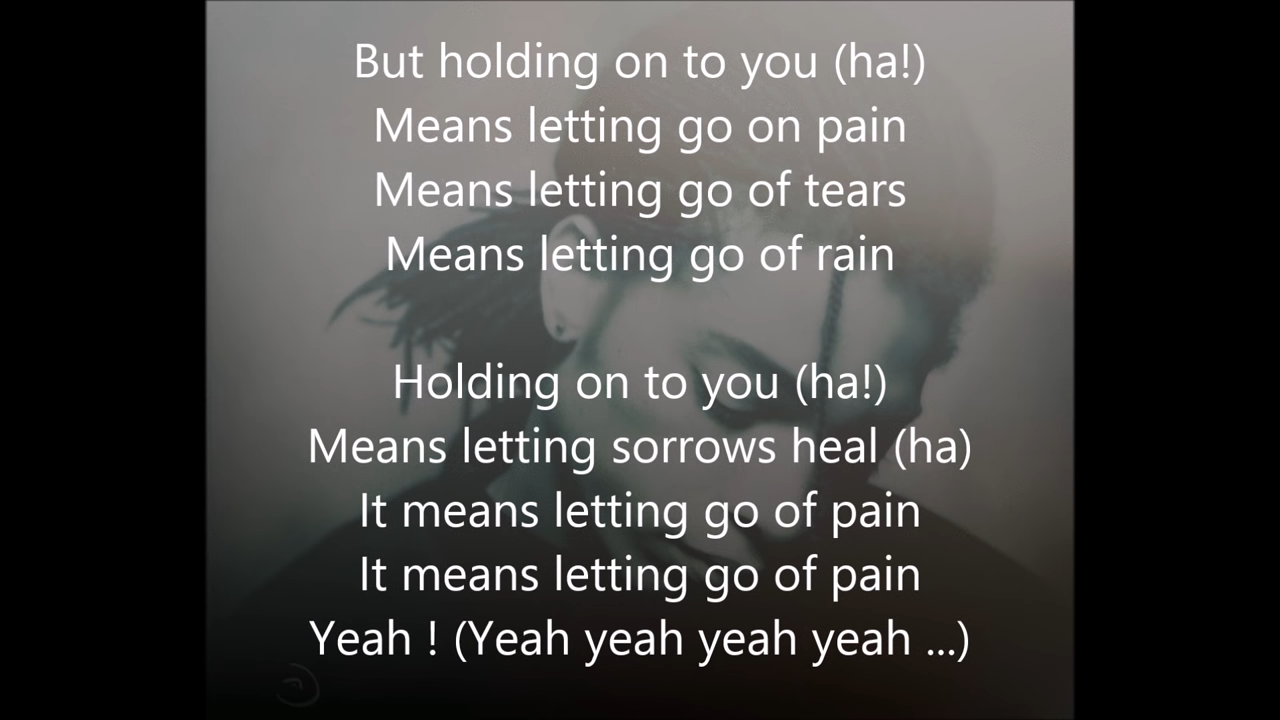 But holding on to you (ha!)
Means letting go on pain
Means letting go of tears
Means letting go of rain
Holding on to you (ha!)
Means letting sorrows heal (ha)
It means letting go of pain
It means letting go of pain
Yeah ! (Yeah yeah yeah yeah ...)